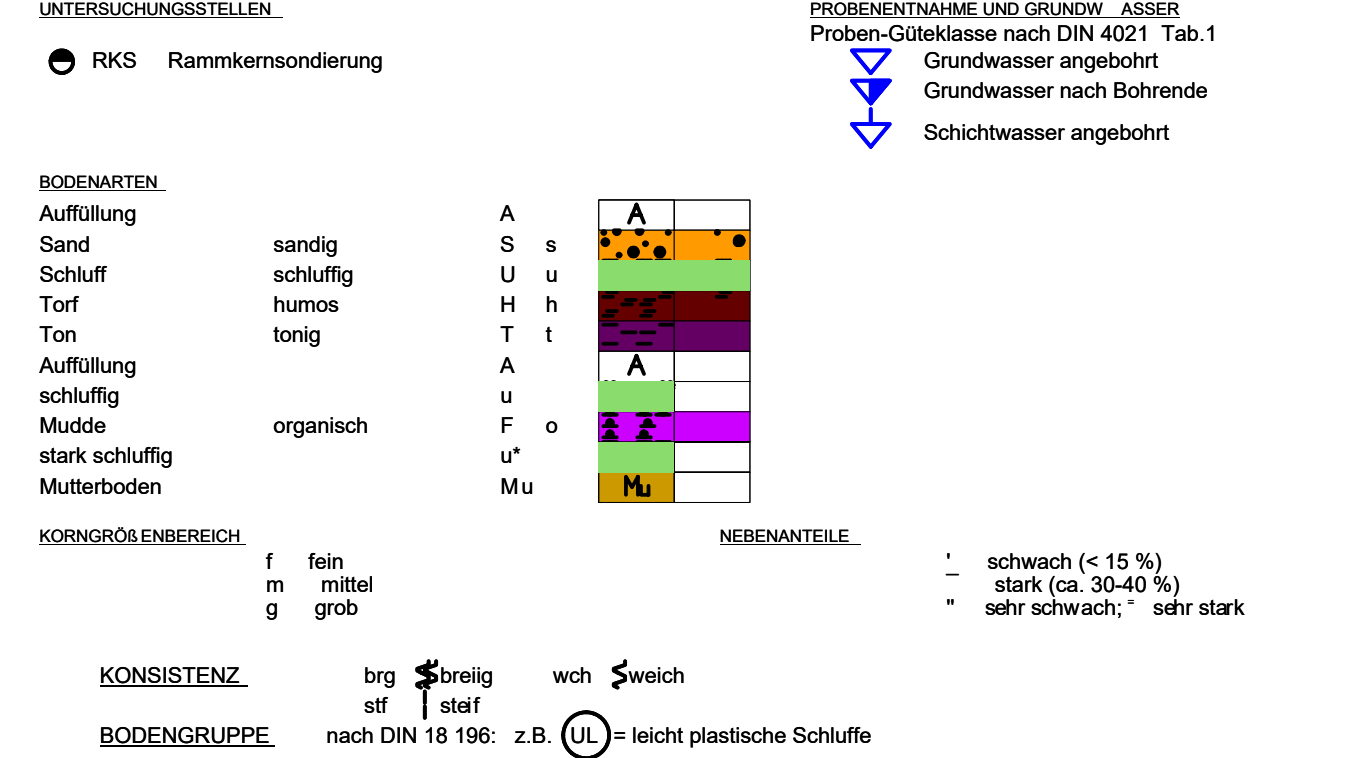 UNTERSUCHUNGSSTELLEN
PROBENENTNAHME UND GRUNDW ASSER
Proben-Güteklasse nach DIN 4021 Tab.1
RKS Rammkernsondierung
Grundwasser angebohrt
Grundwasser nach Bohrende
Schichtwasser angebohrt
BODENARTEN
Auffüllung A A
Sand sandig S s
Schluff schluffig U u
Torf humos H h
Ton tonig T t
Auffüllung A A
schluffig u
Mudde organisch F o
stark schluffig u*
Mutterboden Mu Mu
KORNGRÖßENBEREICH NEBENANTEILE
f fein ' schwach (< 15 %)
m mittel ¯ stark (ca. 30-40 %)
g grob " sehr schwach; = sehr stark
KONSISTENZ brg breiig wch weich
stf steif
BODENGRUPPE nach DIN 18 196: z.B. UL = leicht plastische Schluffe